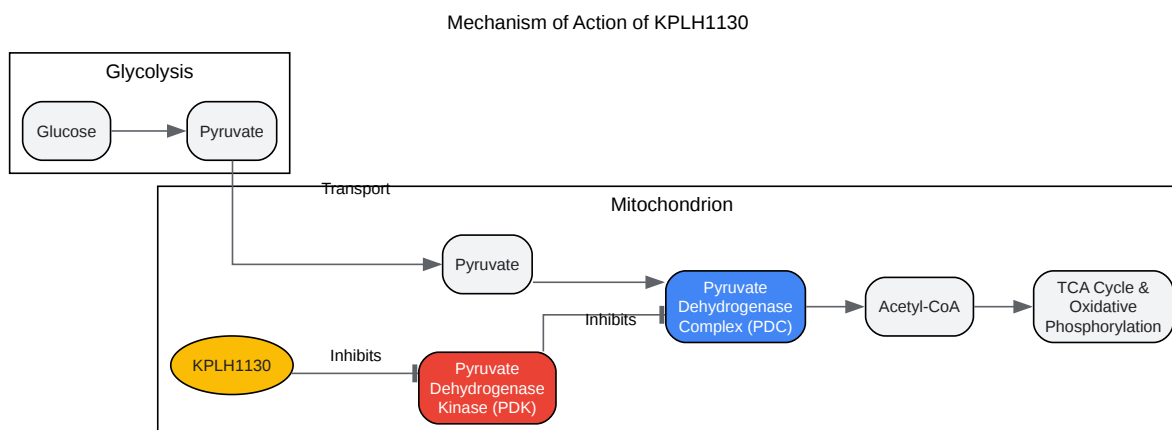 Mechanism of Action of KPLH1130
Glycolysis
Glucose
Pyruvate
Transport
Mitochondrion
Pyruvate
Pyruvate
Dehydrogenase
Complex (PDC)
Acetyl-CoA
TCA Cycle &
Oxidative
Phosphorylation
Inhibits
KPLH1130
Inhibits
Pyruvate
Dehydrogenase
Kinase (PDK)